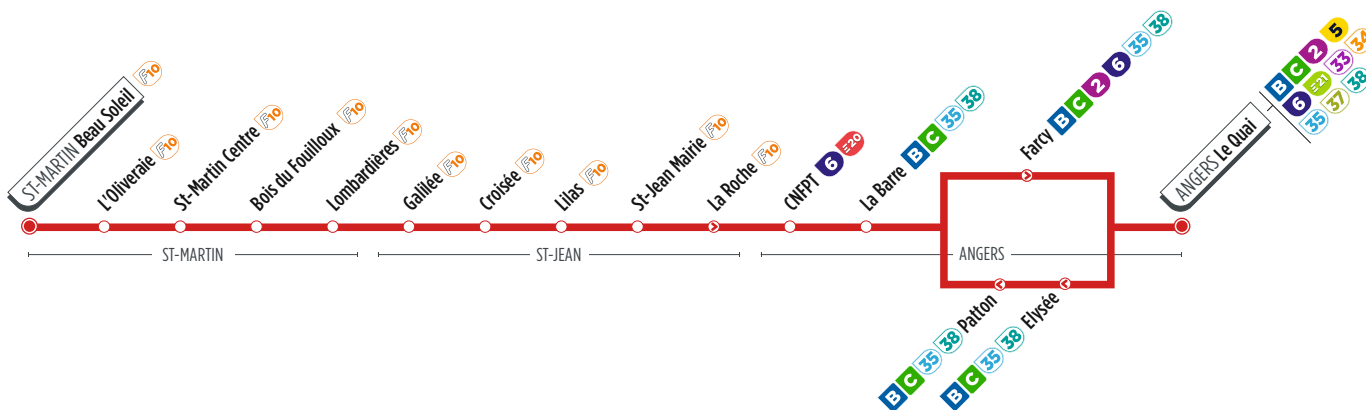 ST-MARTIN Beau Soleil F10
L'Oliveraie F10
St-Martin Centre F10
Bois du Fouilloux F10
Lombardières F10
Galilée F10
Croisée F10
Lilas F10
St-Jean Mairie F10
La Roche F10
CNFPT 6 E20
La Barre B C 35 38
Farcy B C 2 6 35 38
ANGERS Le Quai
B C 2 5
6 E21 33 34
35 37 38
ST-MARTIN
ST-JEAN
ANGERS
B C 35 38 Patton
B C 35 38 Elysée